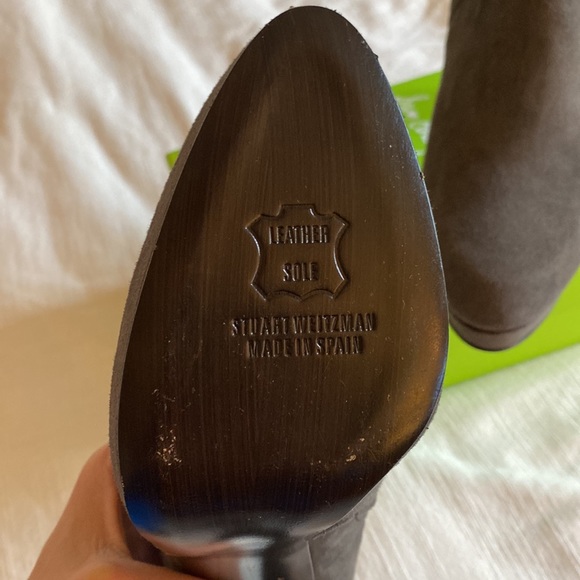 LEATHER
SOLE
STUART WEITZMAN
MADE IN SPAIN